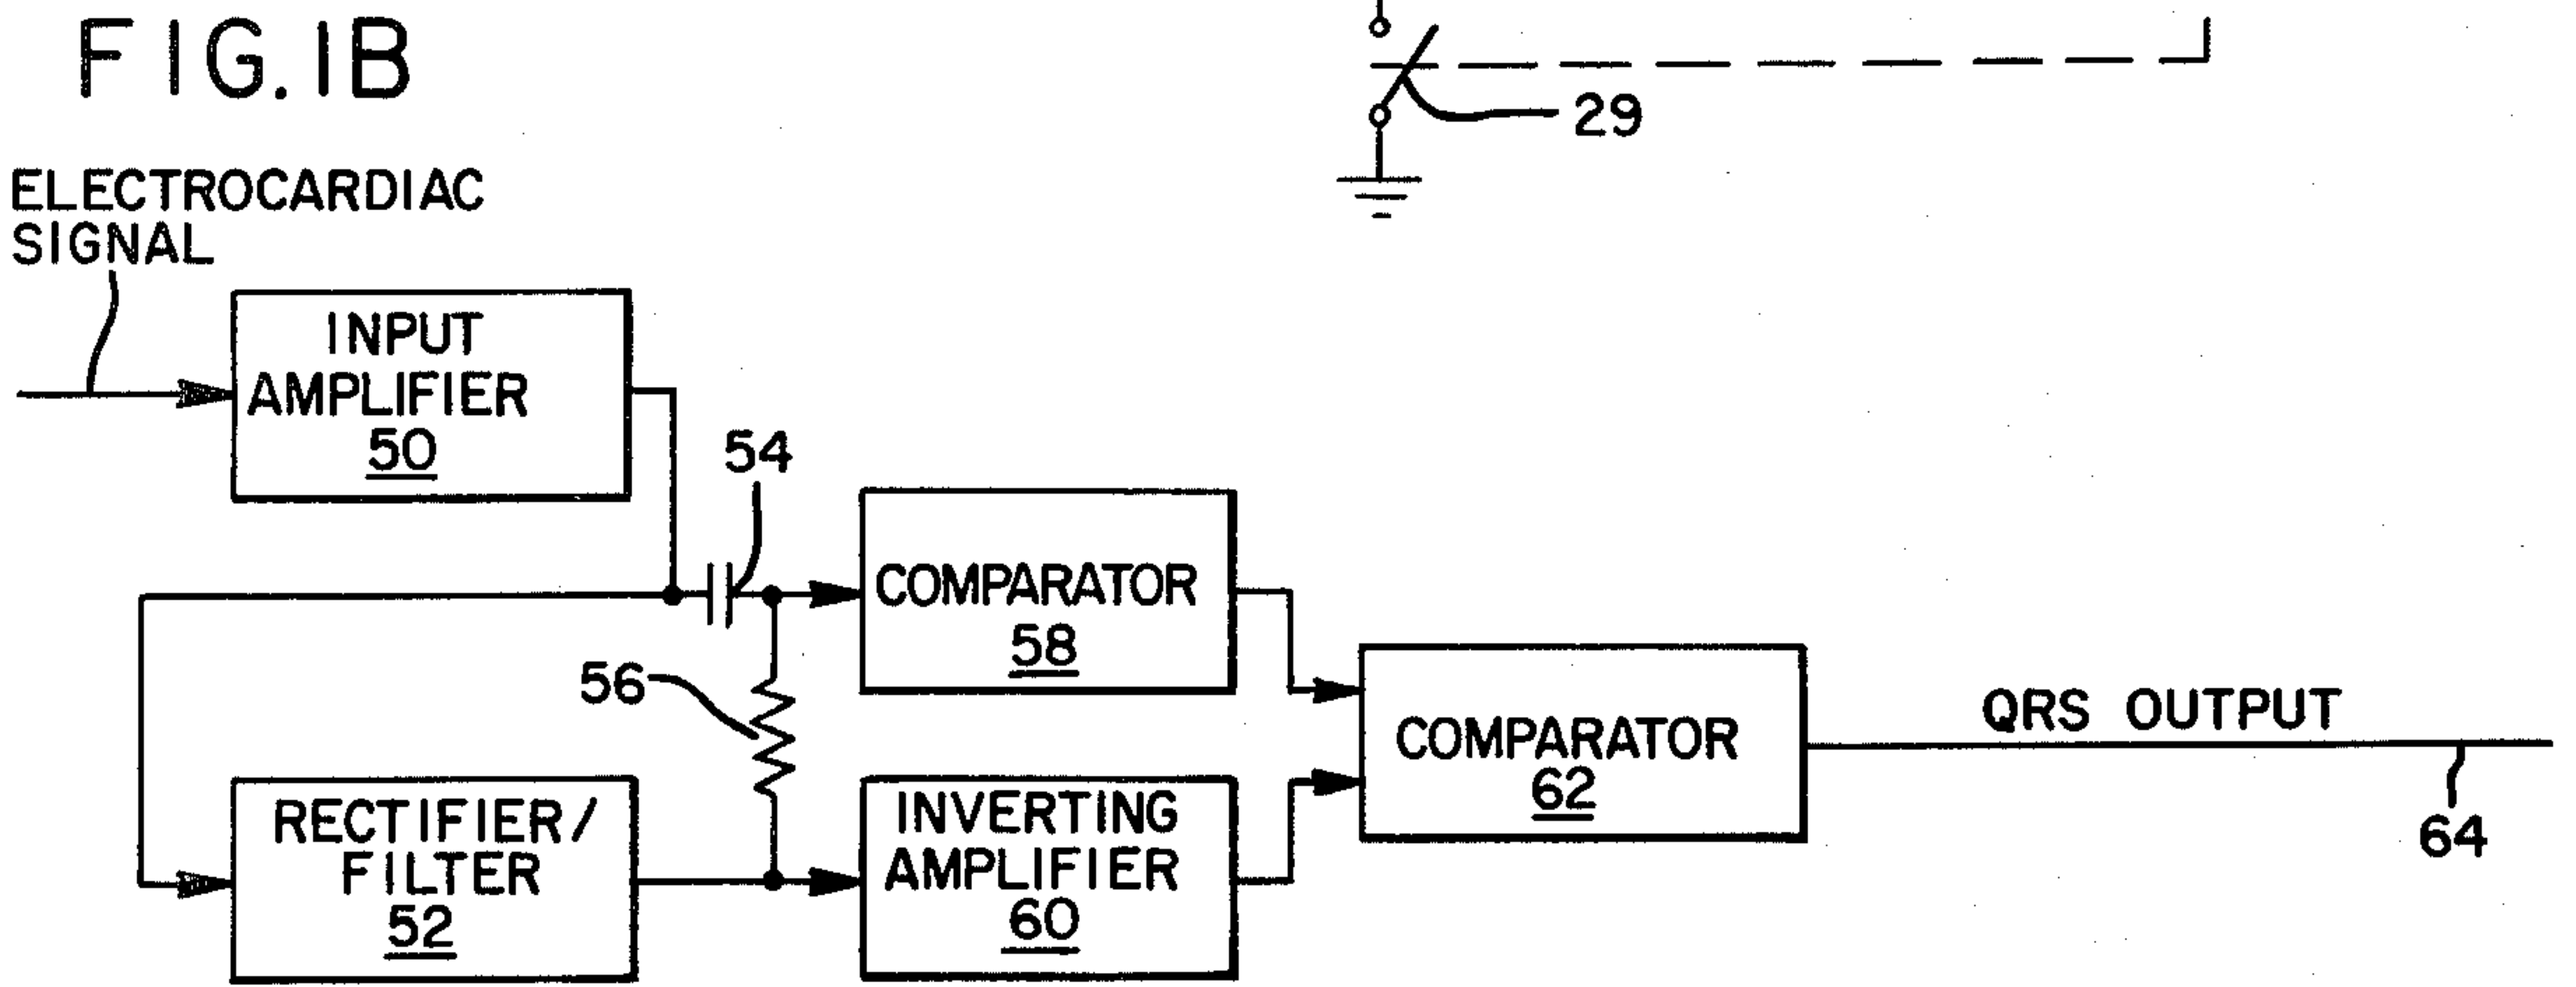 FIG. 1B
29
ELECTROCARDIAC
SIGNAL
INPUT
AMPLIFIER
50
54
COMPARATOR
58
56
RECTIFIER/
FILTER
52
INVERTING
AMPLIFIER
60
COMPARATOR
62
QRS OUTPUT
64